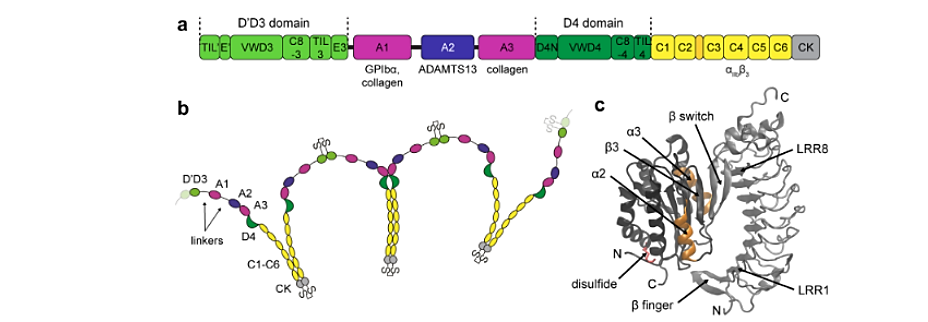 a
D'D3 domain
D4 domain
TIL' E' VWD3 C8 -3 TIL 3 E3 A1 A2 A3 D4N VWD4 C8 -4 TIL 4 C1 C2 C3 C4 C5 C6 CK
GPIbα, collagen
ADAMTS13
collagen
αIIbβ3
b
D'D3
A1
A2
A3
linkers
D4
C1-C6
CK
c
C
β switch
α3
β3
α2
LRR8
N
disulfide
C
β finger
N
LRR1